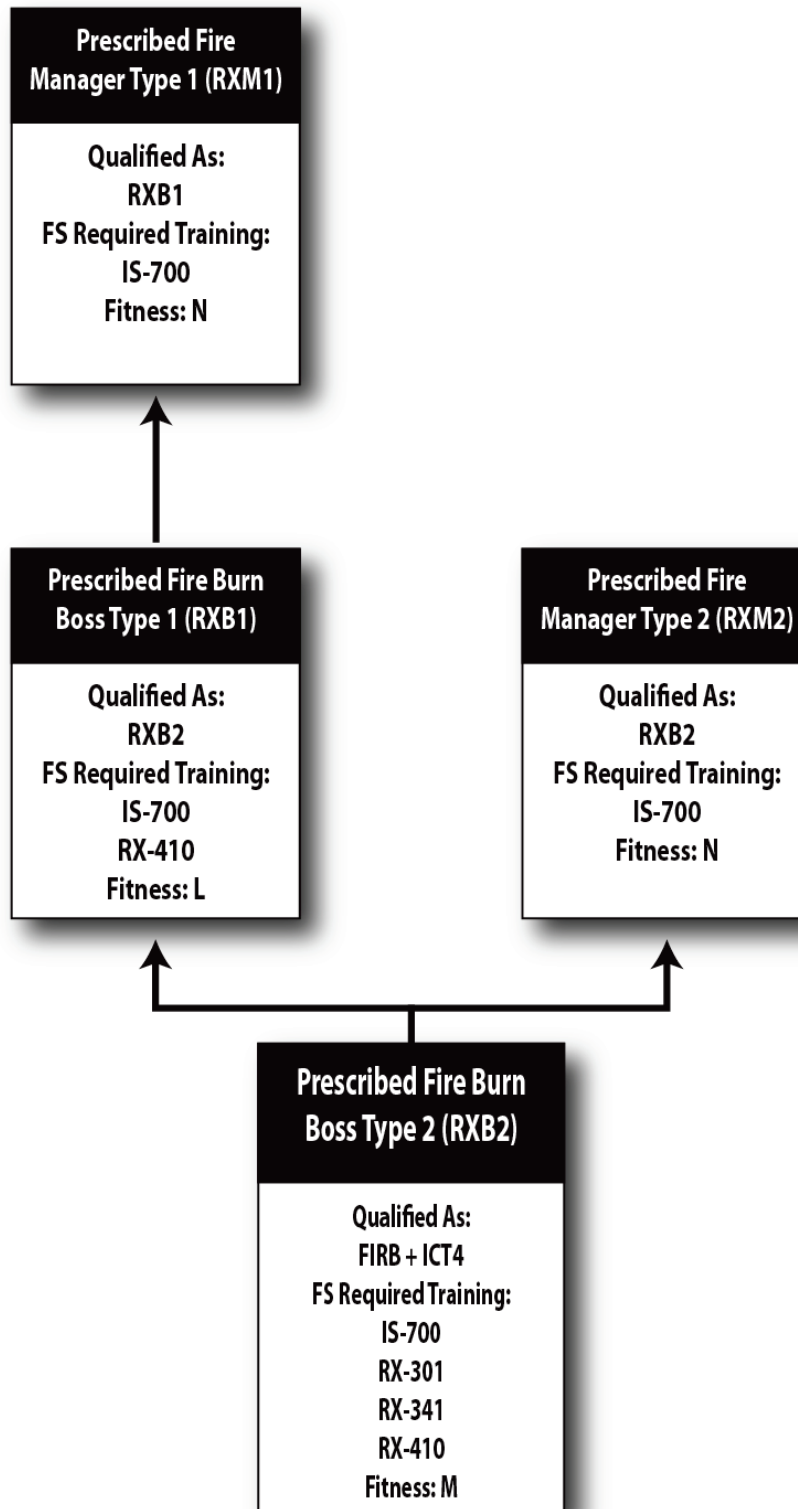 Prescribed Fire
Manager Type 1 (RXM1)
Qualified As:
RXB1
FS Required Training:
IS-700
Fitness: N
Prescribed Fire Burn
Boss Type 1 (RXB1)
Qualified As:
RXB2
FS Required Training:
IS-700
RX-410
Fitness: L
Prescribed Fire
Manager Type 2 (RXM2)
Qualified As:
RXB2
FS Required Training:
IS-700
Fitness: N
Prescribed Fire Burn
Boss Type 2 (RXB2)
Qualified As:
FIRB + ICT4
FS Required Training:
IS-700
RX-301
RX-341
RX-410
Fitness: M